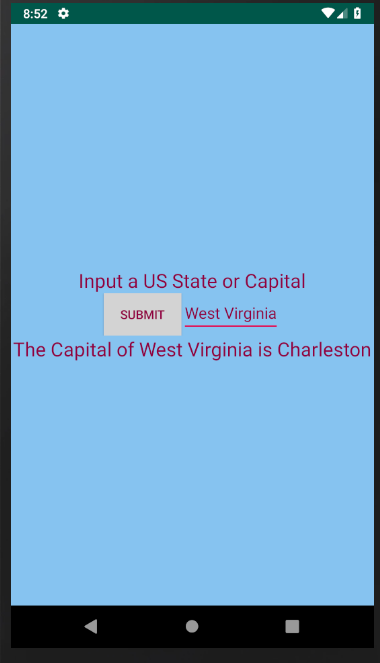 8:52
Input a US State or Capital
SUBMIT West Virginia
The Capital of West Virginia is Charleston